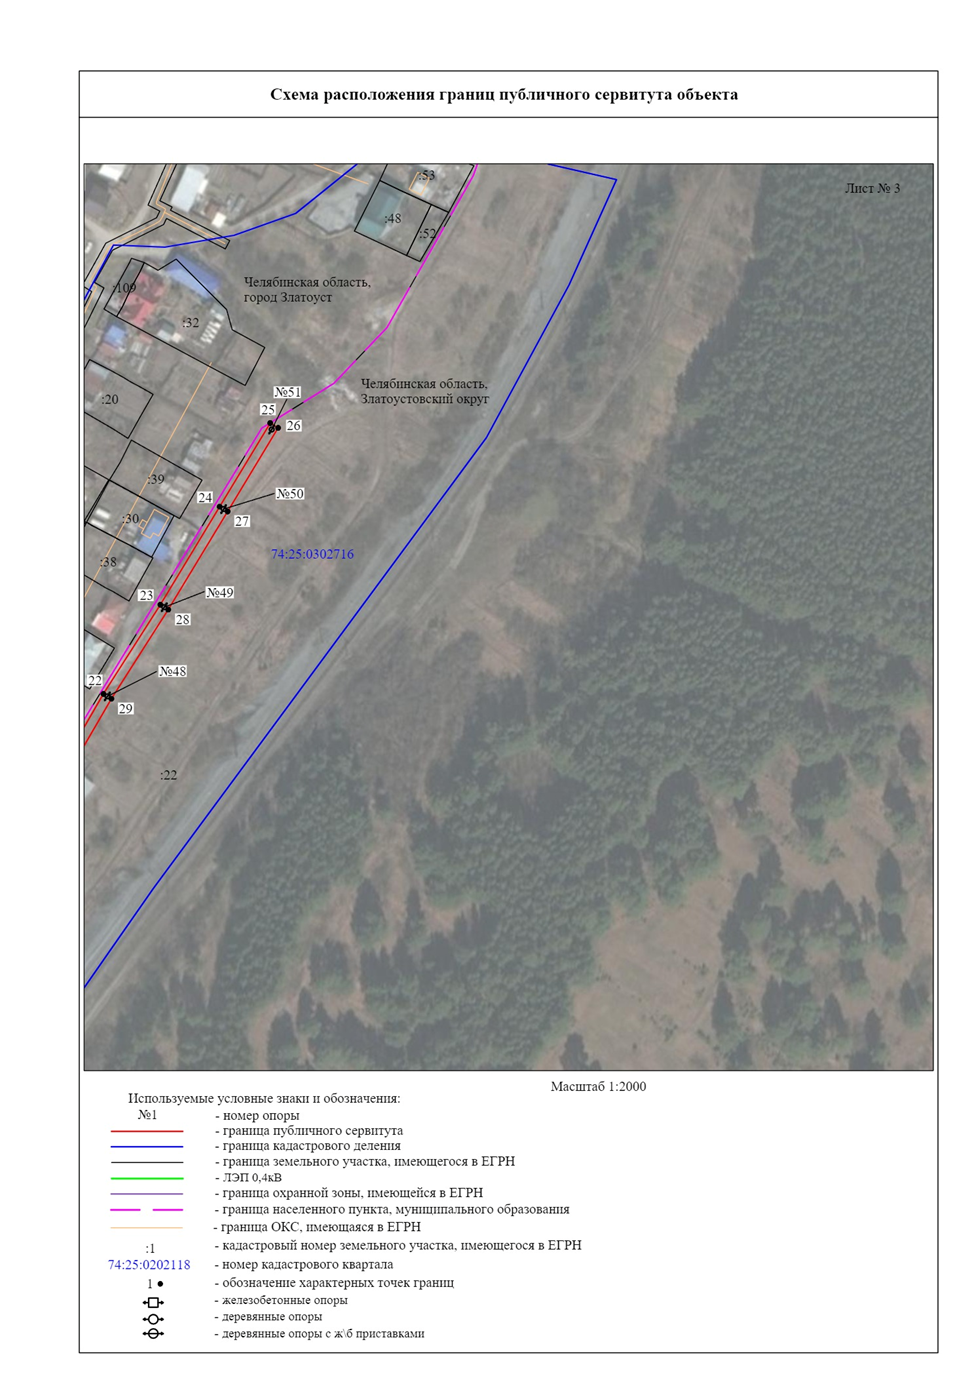 Схема расположения границ публичного сервитута объекта
Лист № 3
:53
:48
:52
Челябинская область,
город Златоуст
:109
:32
Челябинская область,
Златоустовский округ
№51
:20
25
26
:39
24
№50
27
:30
74:25:0302716
:38
23
№49
28
№48
22
29
:22
Масштаб 1:2000
Используемые условные знаки и обозначения:
№1 - номер опоры
- граница публичного сервитута
- граница кадастрового деления
- граница земельного участка, имеющегося в ЕГРН
- ЛЭП 0,4кВ
- граница охранной зоны, имеющейся в ЕГРН
- граница населенного пункта, муниципального образования
- граница ОКС, имеющаяся в ЕГРН
:1 - кадастровый номер земельного участка, имеющегося в ЕГРН
74:25:0202118 - номер кадастрового квартала
1 - обозначение характерных точек границ
- железобетонные опоры
- деревянные опоры
- деревянные опоры с ж\б приставками